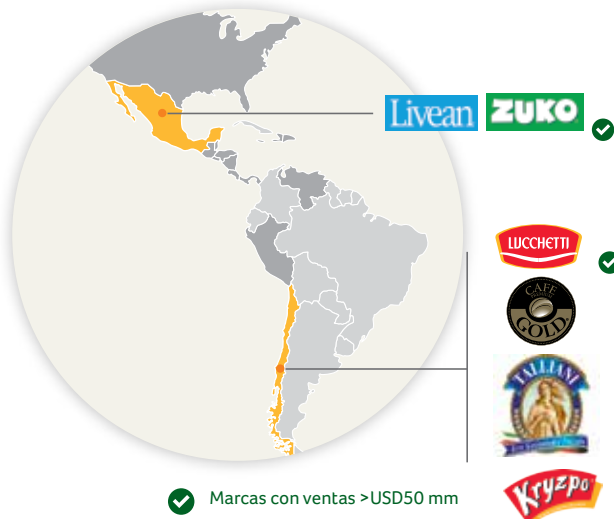 Livean ZUKO
LUCCHETTI
CAFE
GOLD
TALLIANI
Kryzpo
Marcas con ventas >USD50 mm